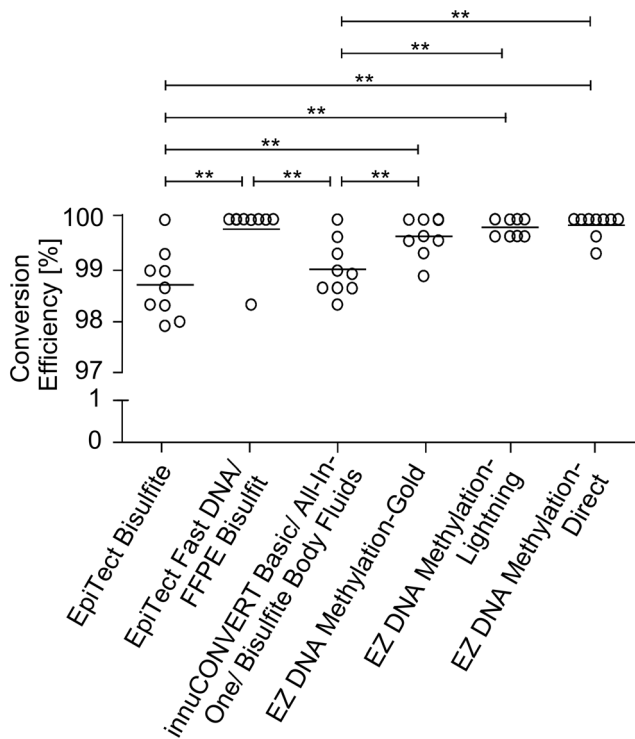 **
**
**
**
**
** ** **
Conversion
Efficiency [%]
100
99
98
97
1
0
EpiTect Bisulfite
EpiTect Fast DNA/
FFPE Bisulfit
innuCONVERT Basic/ All-In-
One/ Bisulfite Body Fluids
EZ DNA Methylation-Gold
EZ DNA Methylation-
Lightning
EZ DNA Methylation-
Direct